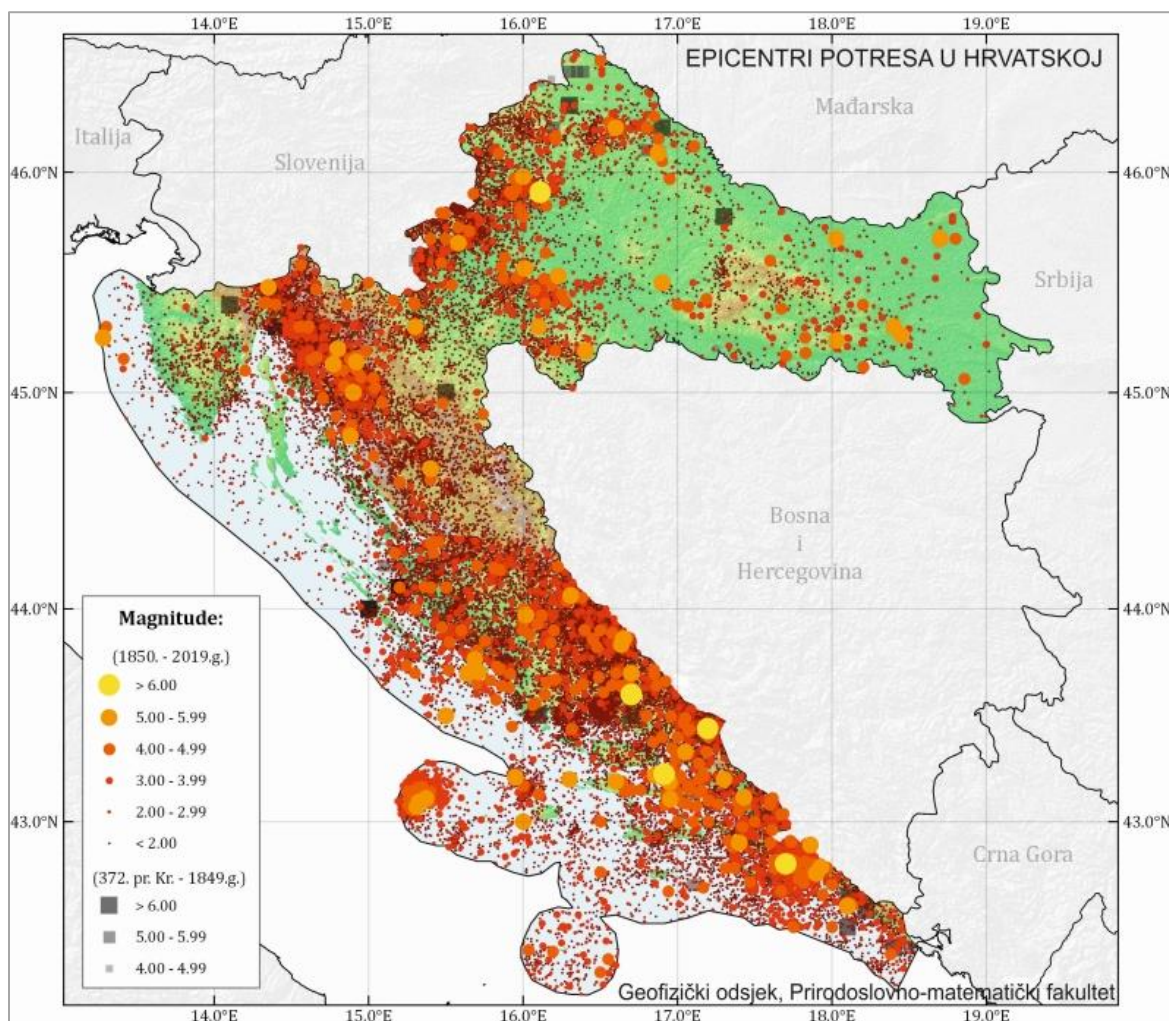 14.0°E 15.0°E 16.0°E 17.0°E 18.0°E 19.0°E
EPICENTRI POTRESA U HRVATSKOJ
Mađarska
Italija
Slovenija
46.0°N 46.0°N
Srbija
45.0°N 45.0°N
Bosna
i
Hercegovina
44.0°N 44.0°N
Magnitude:
(1850. - 2019.g.)
> 6.00
5.00 - 5.99
4.00 - 4.99
3.00 - 3.99
2.00 - 2.99
< 2.00
(372. pr. Kr. - 1849.g.)
> 6.00
5.00 - 5.99
4.00 - 4.99
43.0°N 43.0°N
Crna Gora
Geofizički odsjek, Prirodoslovno-matematički fakultet
14.0°E 15.0°E 16.0°E 17.0°E 18.0°E 19.0°E